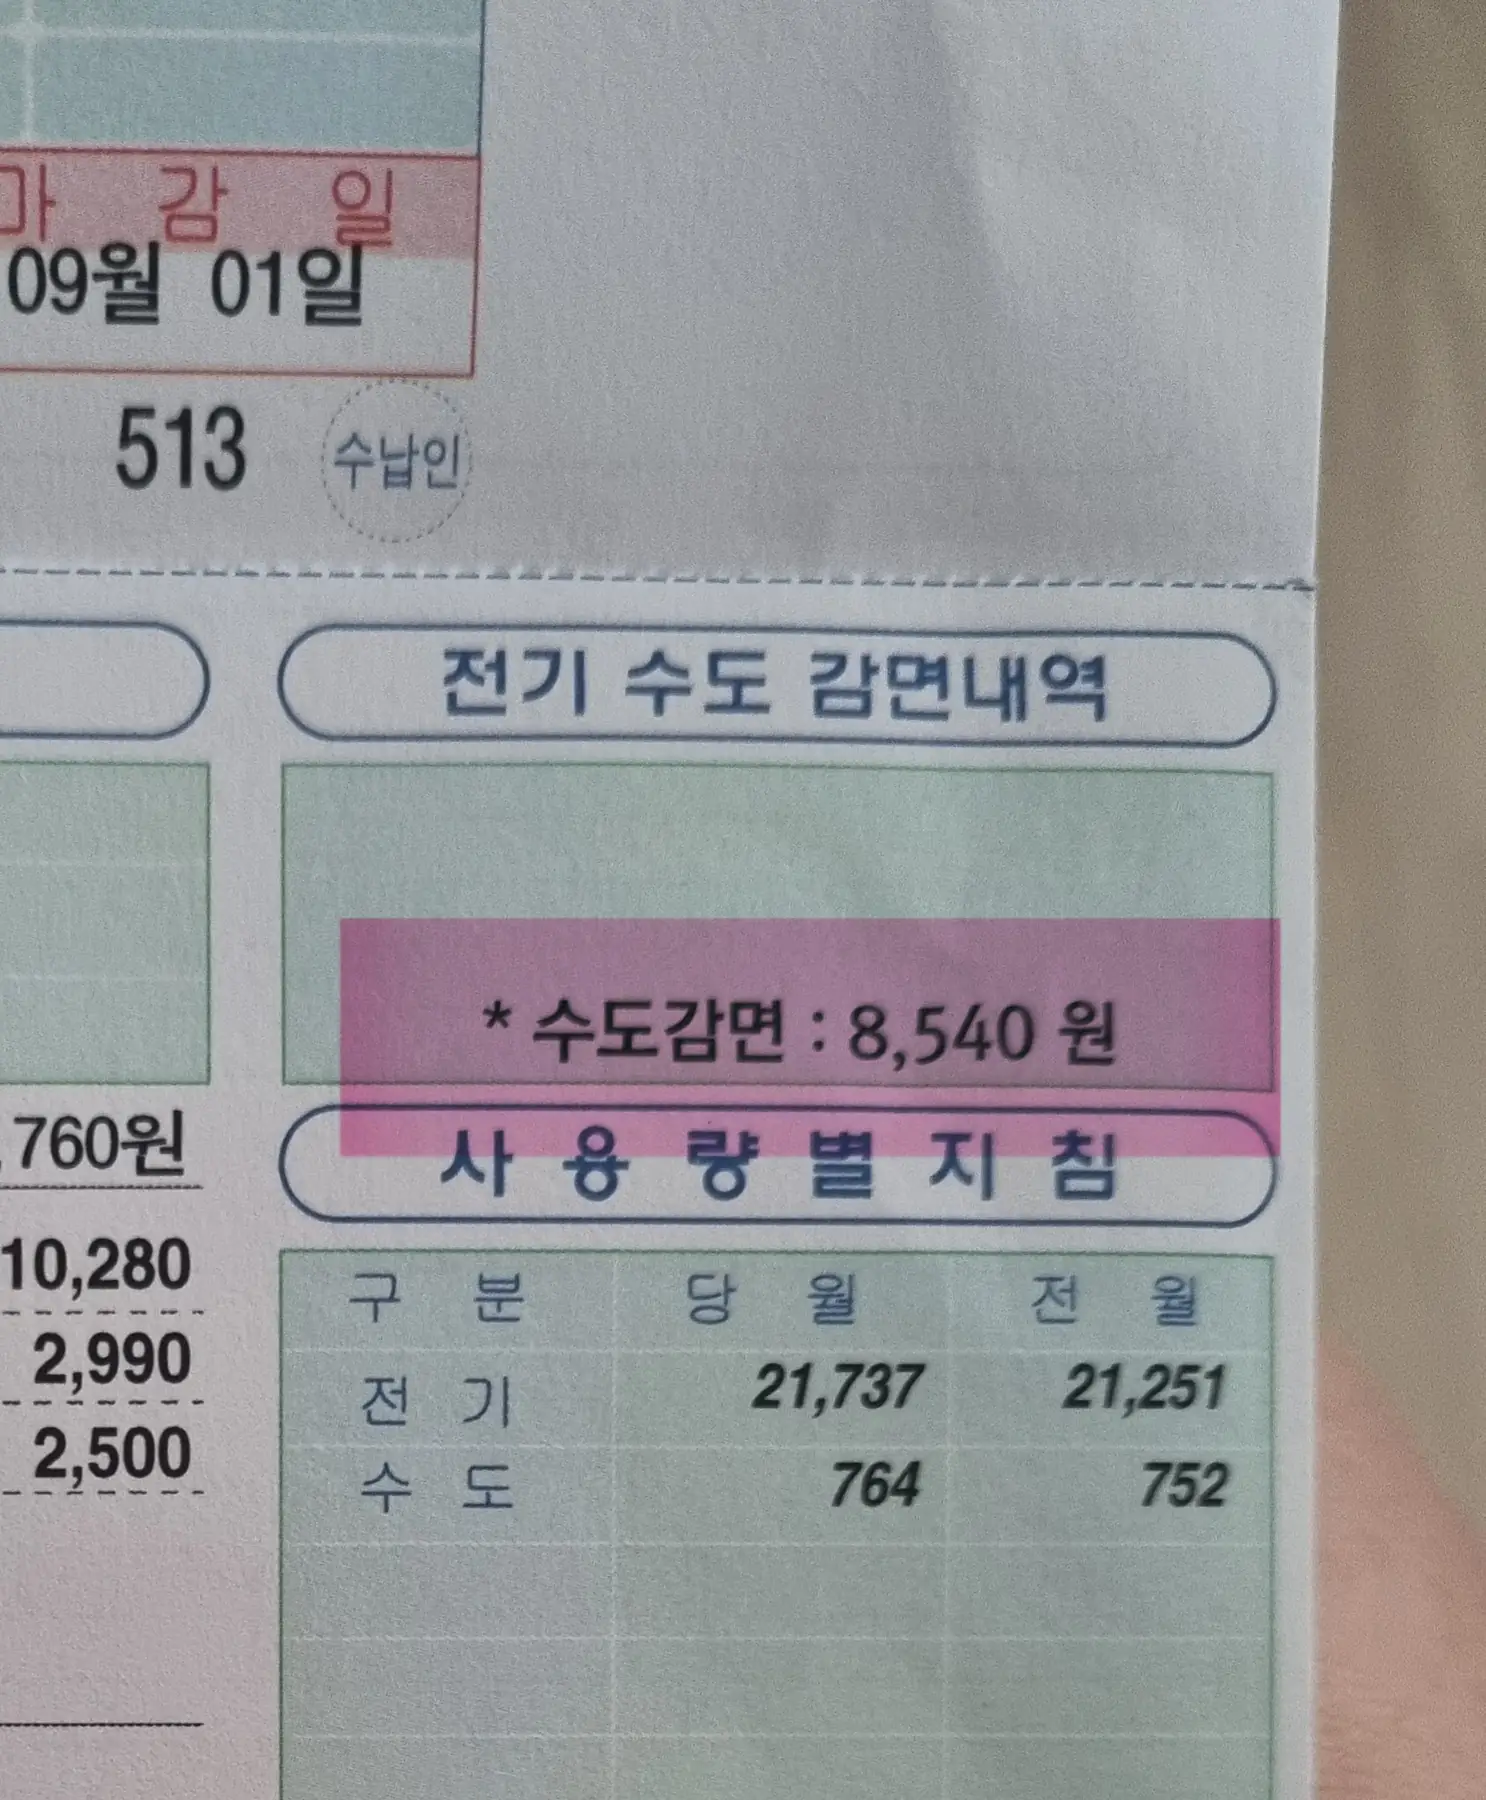 마 감 일
09월 01일
513 수납인
전기 수도 감면내역
* 수도감면 : 8,540 원
,760원
사 용 량 별 지 침
10,280
구 분 당 월 전 월
2,990
전 기 21,737 21,251
2,500
수 도 764 752